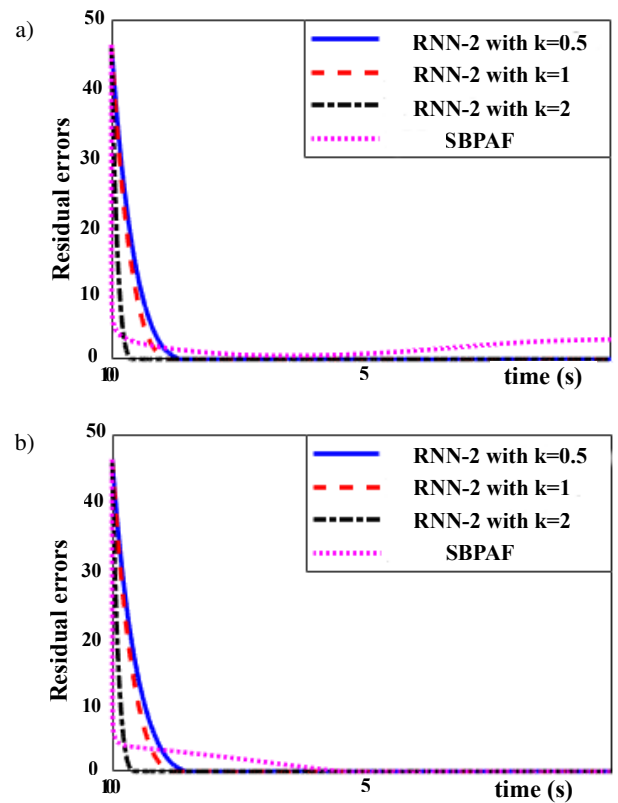 a)
50
40
30
20
10
0
Residual errors
RNN-2 with k=0.5
RNN-2 with k=1
RNN-2 with k=2
SBPAF
100
5
time (s)
b)
50
40
30
20
10
0
Residual errors
RNN-2 with k=0.5
RNN-2 with k=1
RNN-2 with k=2
SBPAF
100
5
time (s)